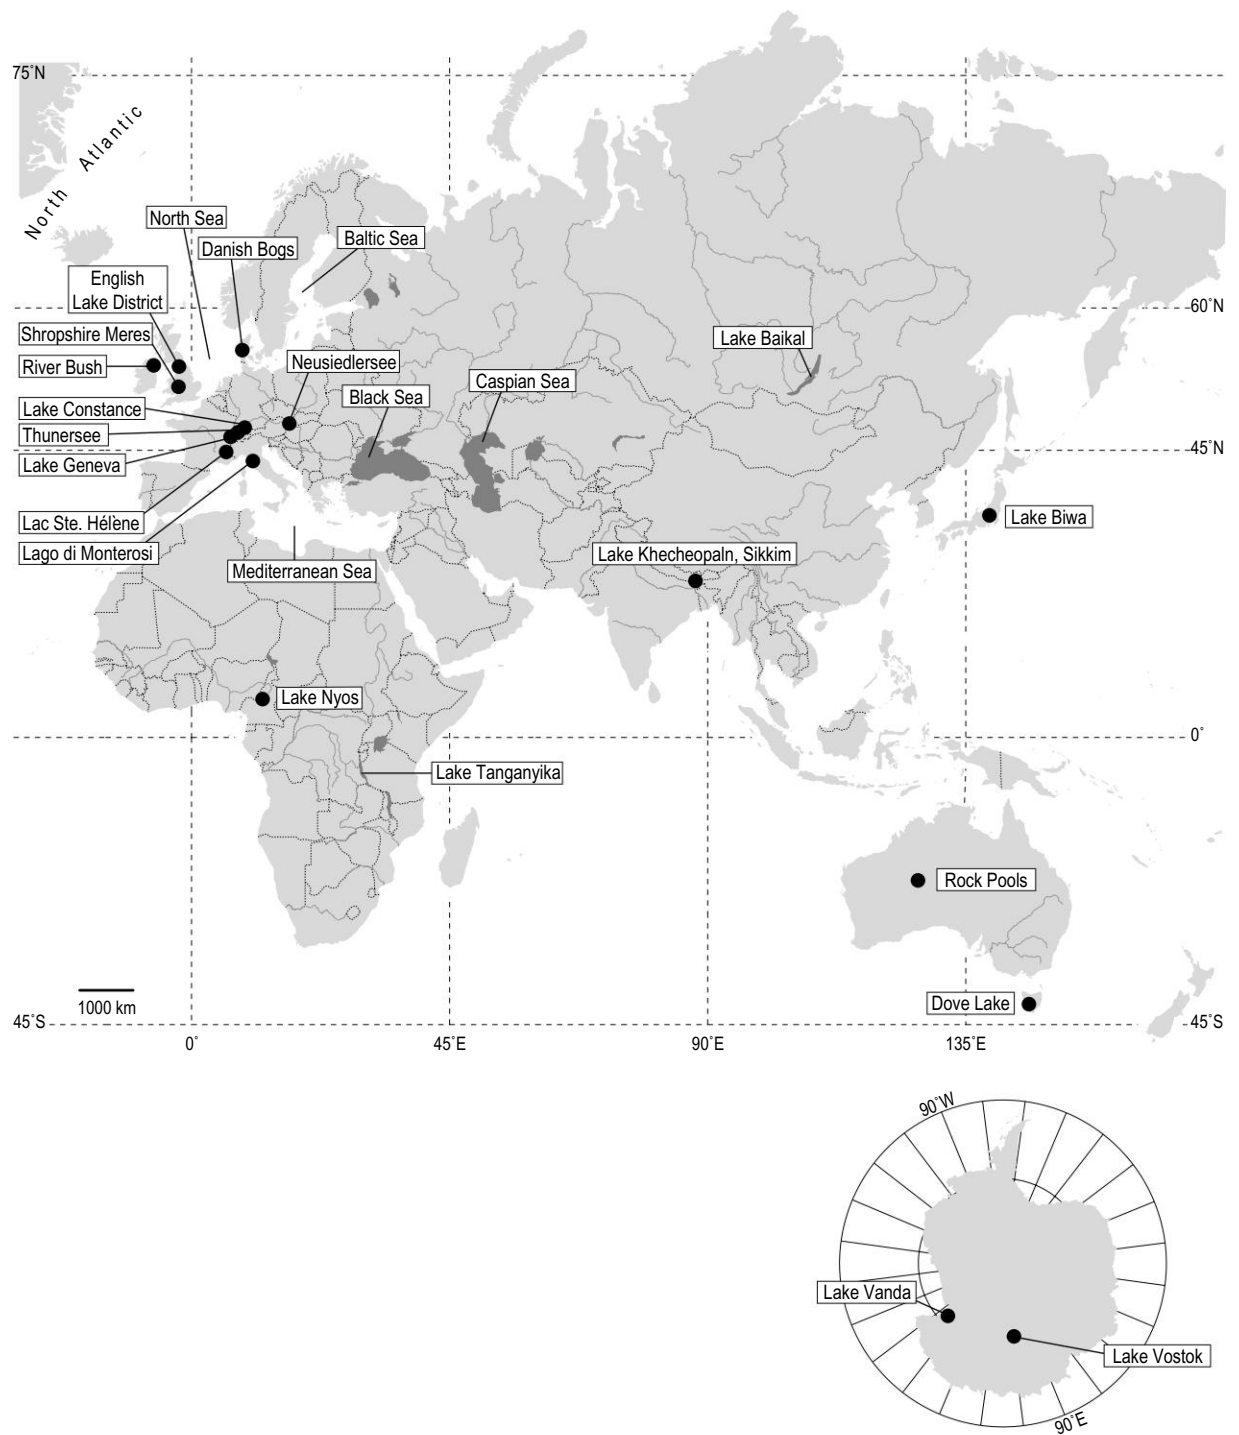 75°N
North Atlantic
North Sea
Danish Bogs
Baltic Sea
English
Lake District
60°N
Shropshire Meres
River Bush
Neusiedlersee
Lake Baikal
Caspian Sea
Black Sea
Lake Constance
Thunersee
Lake Geneva
45°N
Lac Ste. Hélène
Lake Biwa
Lago di Monterosi
Lake Khecheopaln, Sikkim
Mediterranean Sea
Lake Nyos
0°
Lake Tanganyika
Rock Pools
1000 km
Dove Lake
45°S
45°S
0°
45°E
90°E
135°E
90°W
Lake Vanda
Lake Vostok
90°E